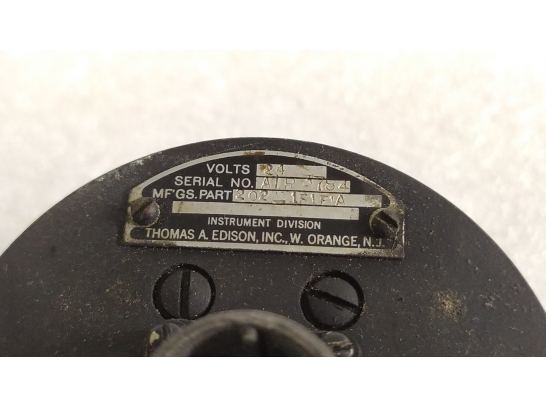 VOLTS 24
SERIAL NO.
MF'GS. PART
INSTRUMENT DIVISION
THOMAS A. EDISON, INC., W. ORANGE, N.J.